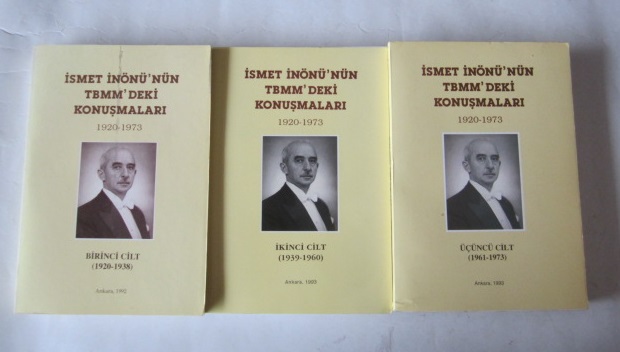 İSMET İNÖNÜ'NÜN
TBMM'DEKİ
KONUŞMALARI
1920-1973
BİRİNCİ CİLT
(1920-1938)
Ankara, 1992
İSMET İNÖNÜ'NÜN
TBMM'DEKİ
KONUŞMALARI
1920-1973
İKİNCİ CİLT
(1939-1960)
Ankara,
İSMET İNÖNÜ'NÜN
TBMM'DEKİ
KONUŞMALARI
1920-1973
ÜÇÜNCÜ CİLT
(1961-1973)
Ankara,